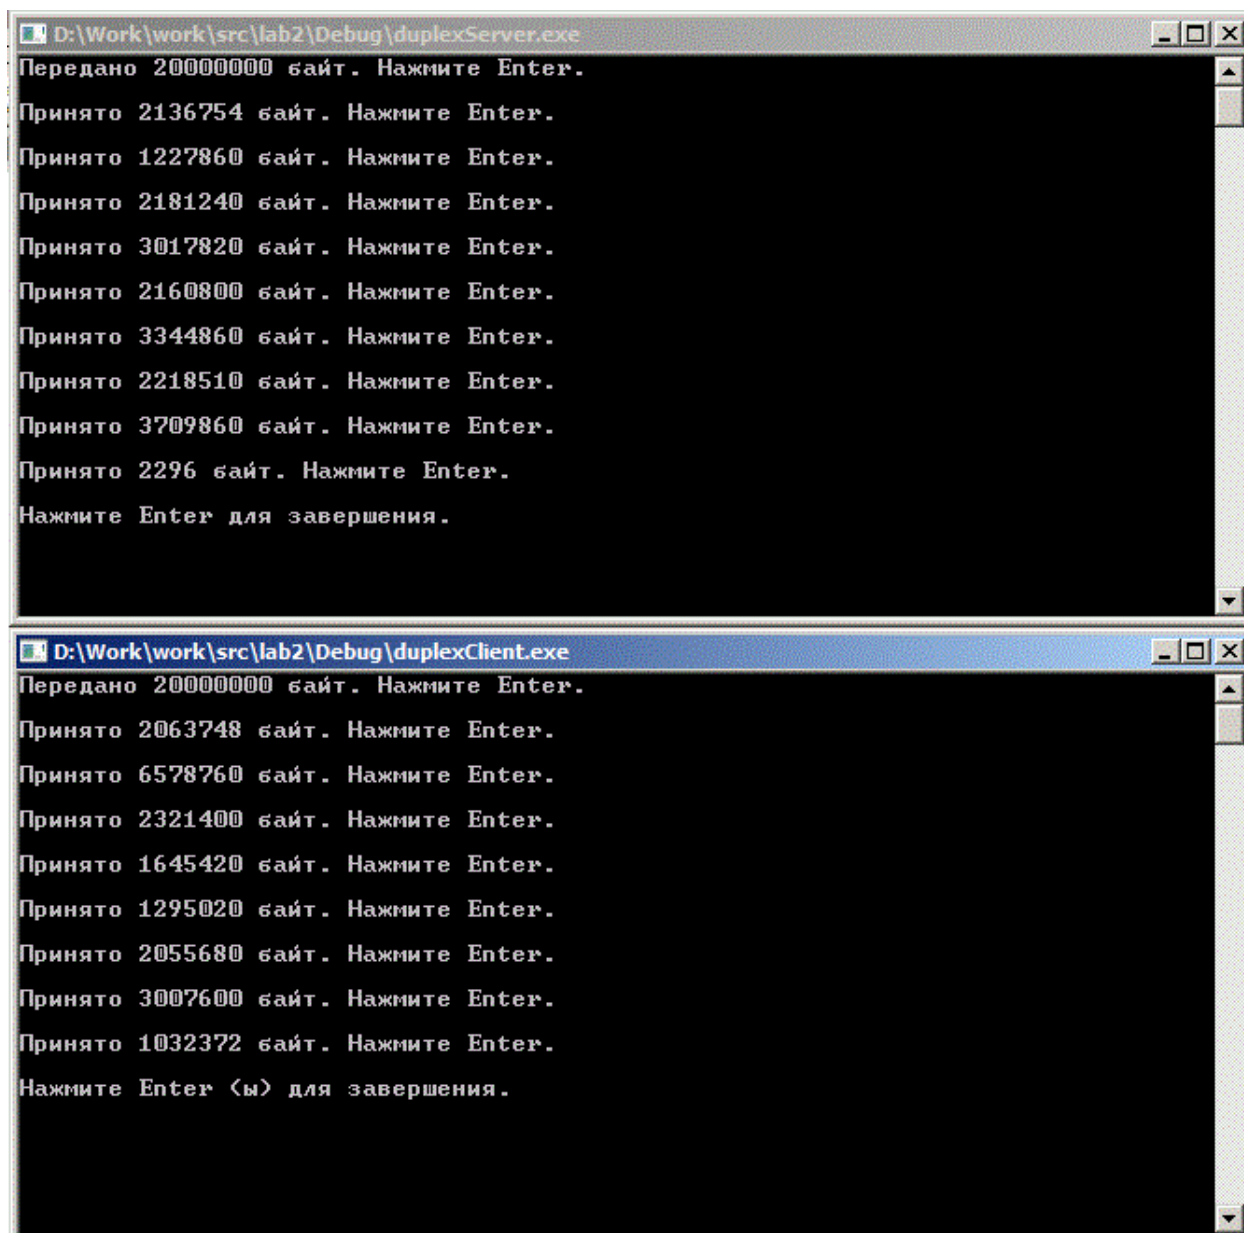 D:\Work\work\src\lab2\Debug\duplexServer.exe
Передано 20000000 байт. Нажмите Enter.
Принято 2136754 байт. Нажмите Enter.
Принято 1227860 байт. Нажмите Enter.
Принято 2181240 байт. Нажмите Enter.
Принято 3017820 байт. Нажмите Enter.
Принято 2160800 байт. Нажмите Enter.
Принято 3344860 байт. Нажмите Enter.
Принято 2218510 байт. Нажмите Enter.
Принято 3709860 байт. Нажмите Enter.
Принято 2296 байт. Нажмите Enter.
Нажмите Enter для завершения.
D:\Work\work\src\lab2\Debug\duplexClient.exe
Передано 20000000 байт. Нажмите Enter.
Принято 2063748 байт. Нажмите Enter.
Принято 6578760 байт. Нажмите Enter.
Принято 2321400 байт. Нажмите Enter.
Принято 1645420 байт. Нажмите Enter.
Принято 1295020 байт. Нажмите Enter.
Принято 2055680 байт. Нажмите Enter.
Принято 3007600 байт. Нажмите Enter.
Принято 1032372 байт. Нажмите Enter.
Нажмите Enter (ы) для завершения.